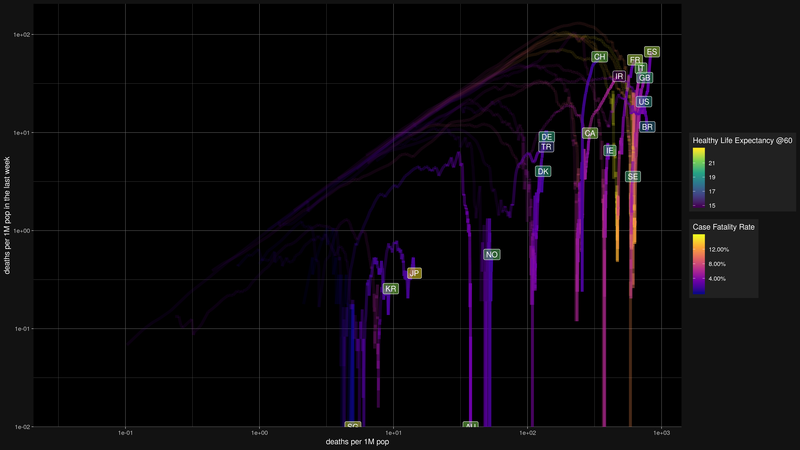 1e+02
1e+01
1e+00
1e-01
1e-02
deaths per 1M pop in the last week
1e-01
1e+00
1e+01
1e+02
1e+03
deaths per 1M pop
ES
CH
FR
IT
IR
GB
US
BR
CA
DE
TR
IE
DK
SE
NO
JP
KR
SG
AU
Healthy Life Expectancy @60
21
19
17
15
Case Fatality Rate
12.00%
8.00%
4.00%